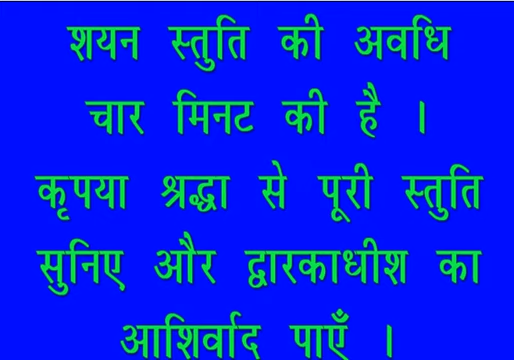 शयन स्तुति की अवधि
चार मिनट की है ।
कृपया श्रद्धा से पूरी स्तुति
सुनिए और द्वारकाधीश का
आशिर्वाद पाएँ ।